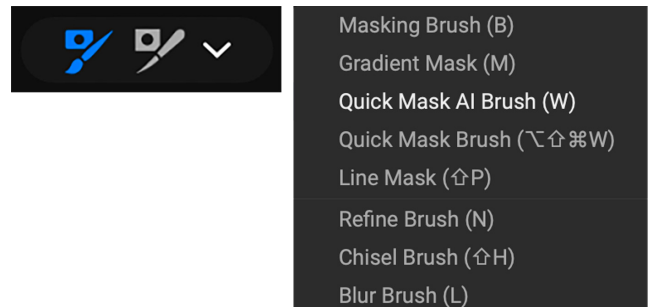 Masking Brush (B)
Gradient Mask (M)
Quick Mask AI Brush (W)
Quick Mask Brush (⌥⇧⌘W)
Line Mask (⇧P)
Refine Brush (N)
Chisel Brush (⇧H)
Blur Brush (L)